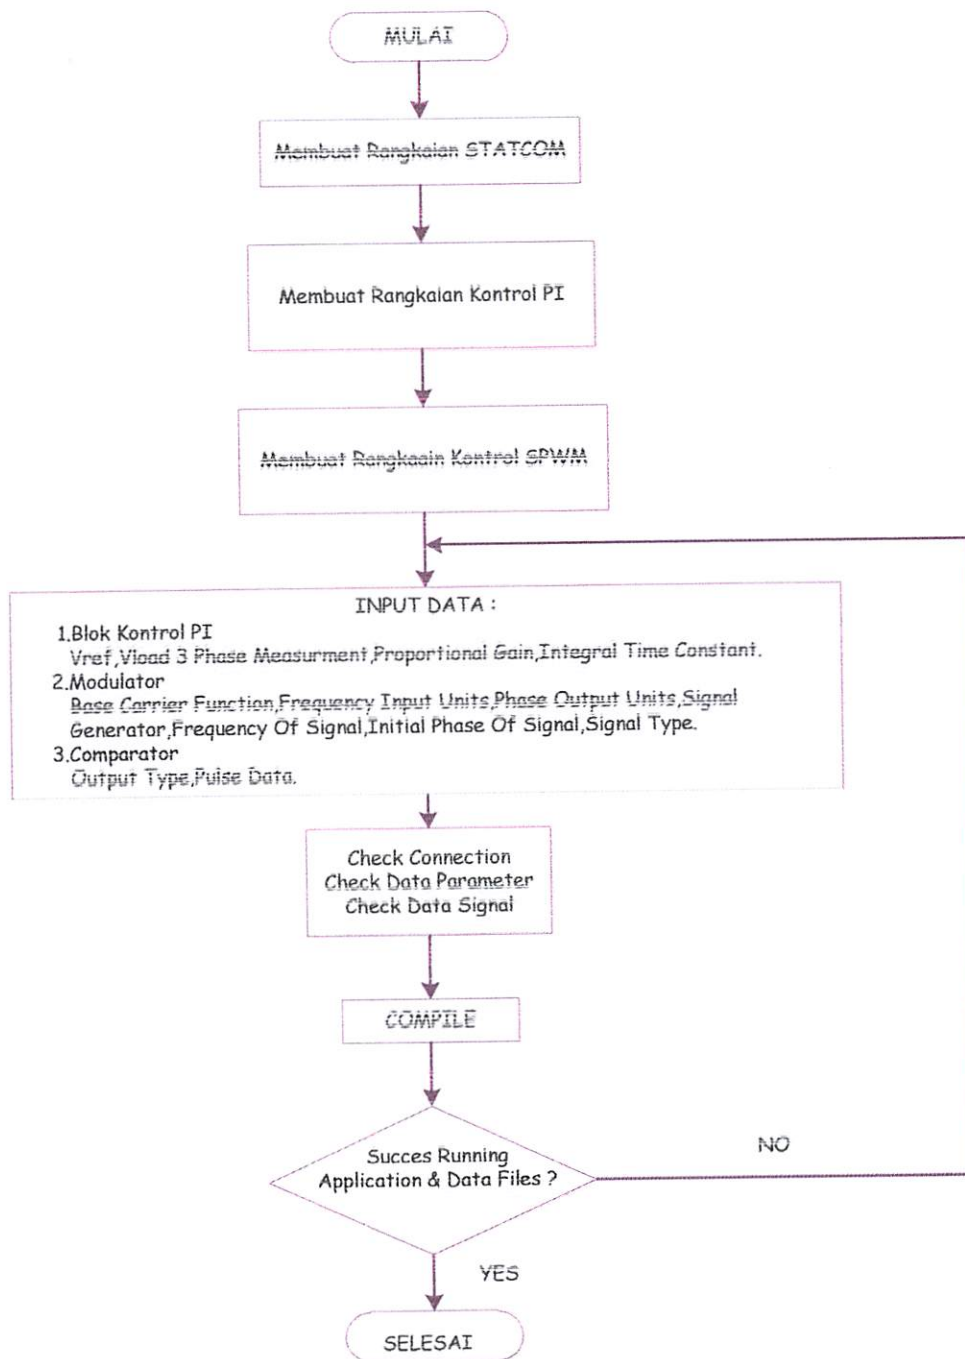 MULAI
Membuat Rangkaian STATCOM
Membuat Rangkaian Kontrol PI
Membuat Rangkaain Kontrol SPWM
INPUT DATA :
1.Blok Kontrol PI
Vref,Vload 3 Phase Measurment,Proportional Gain,Integral Time Constant.
2.Modulator
Base Carrier Function,Frequency Input Units,Phase Output Units,Signal
Generator,Frequency Of Signal,Initial Phase Of Signal,Signal Type.
3.Comparator
Output Type,Pulse Data.
Check Connection
Check Data Parameter
Check Data Signal
COMPILE
Succes Running
Application & Data Files ?
NO
YES
SELESAI